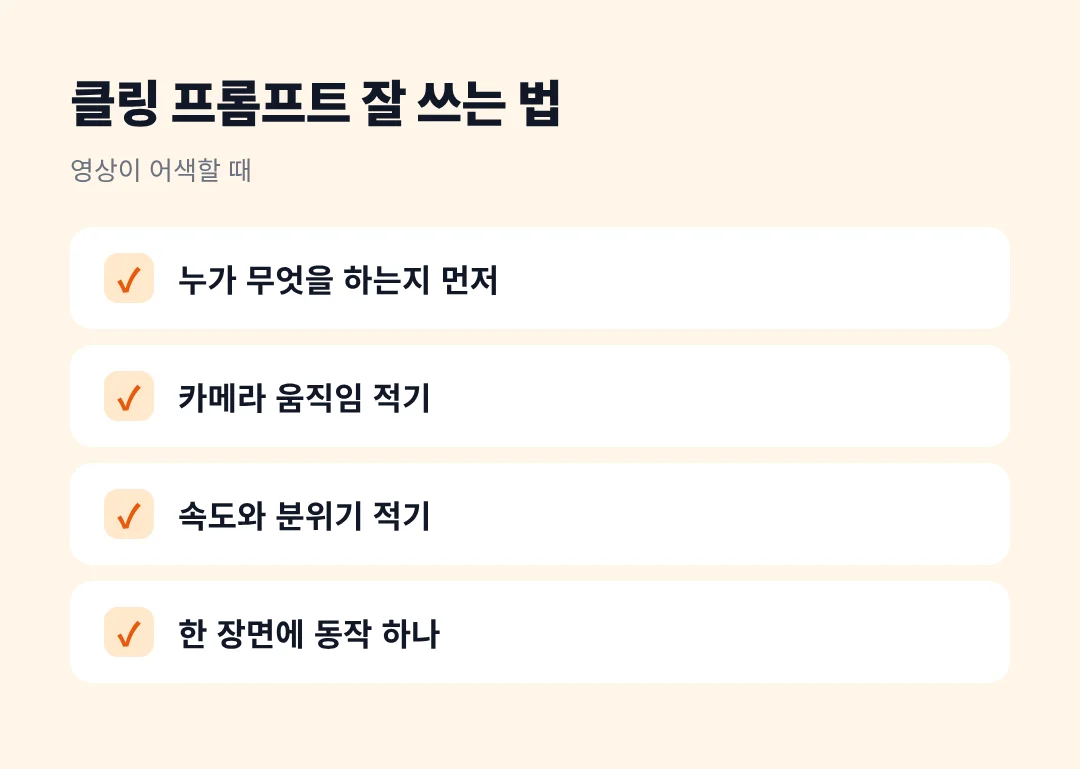 클링 프롬프트 잘 쓰는 법
영상이 어색할 때
✓ 누가 무엇을 하는지 먼저
✓ 카메라 움직임 적기
✓ 속도와 분위기 적기
✓ 한 장면에 동작 하나